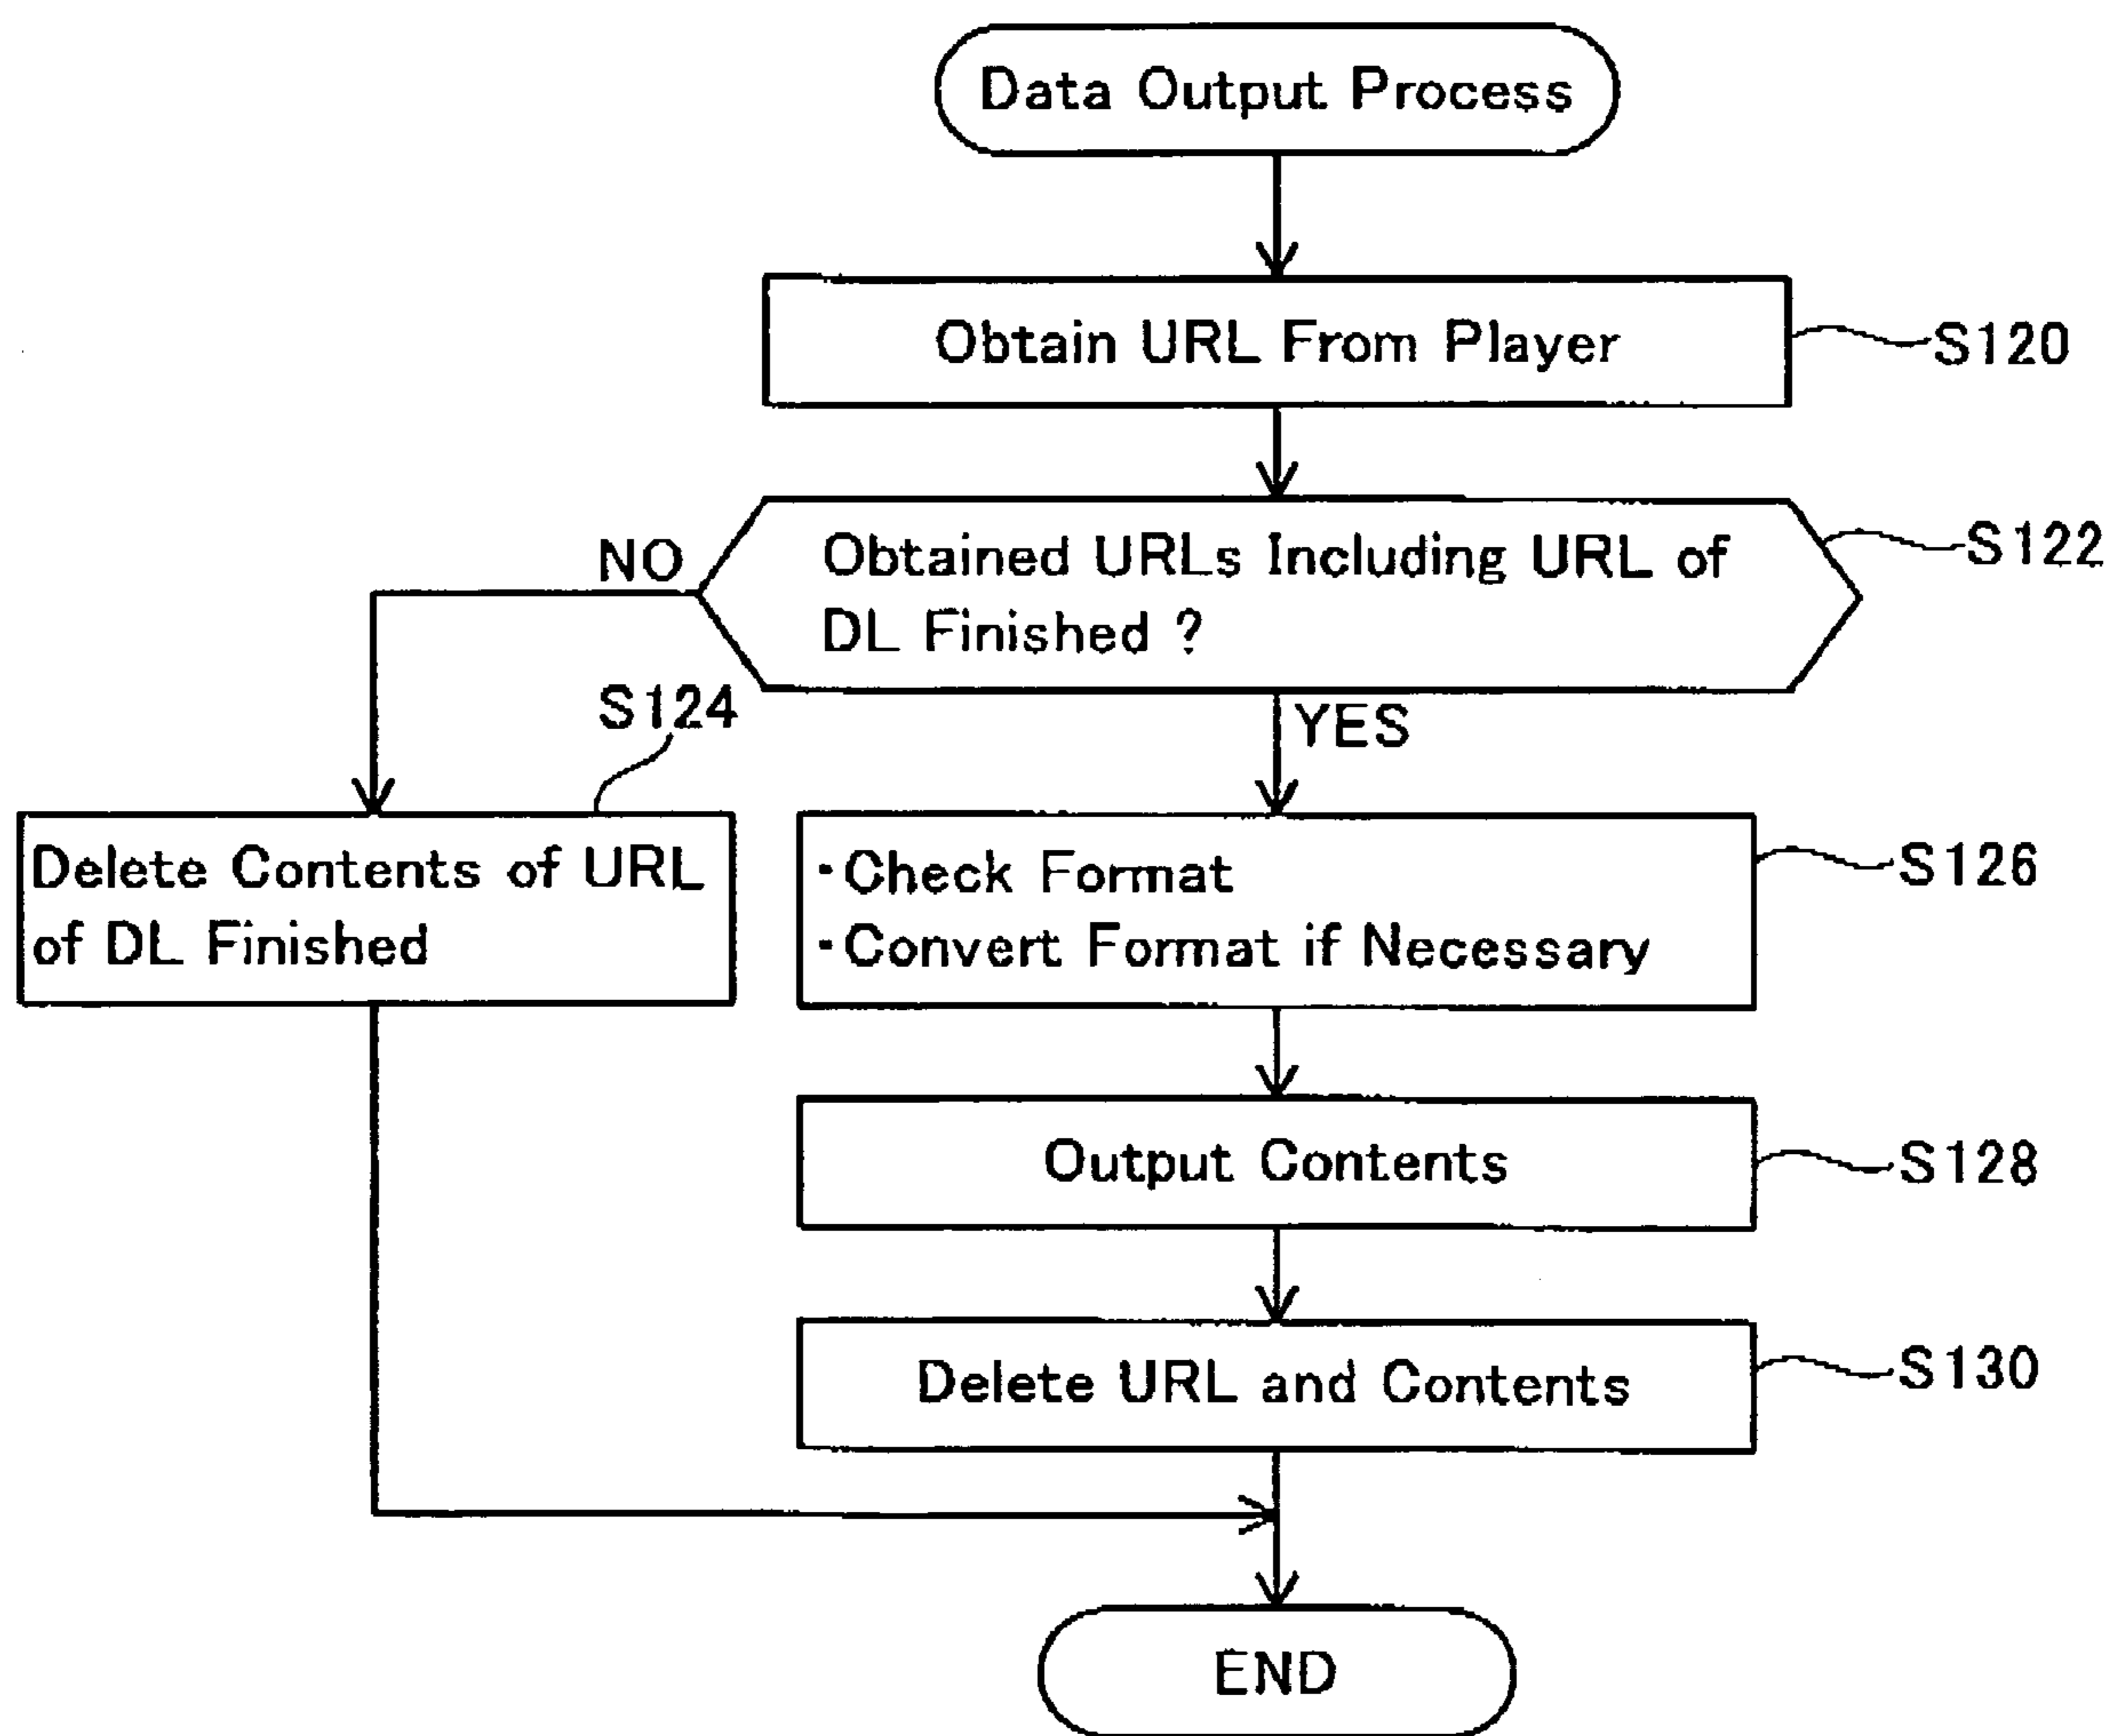 Data Output Process
Obtain URL From Player
S120
Obtained URLs Including URL of
DL Finished ?
S122
NO
YES
S124
Delete Contents of URL
of DL Finished
・Check Format
・Convert Format if Necessary
S126
Output Contents
S128
Delete URL and Contents
S130
END